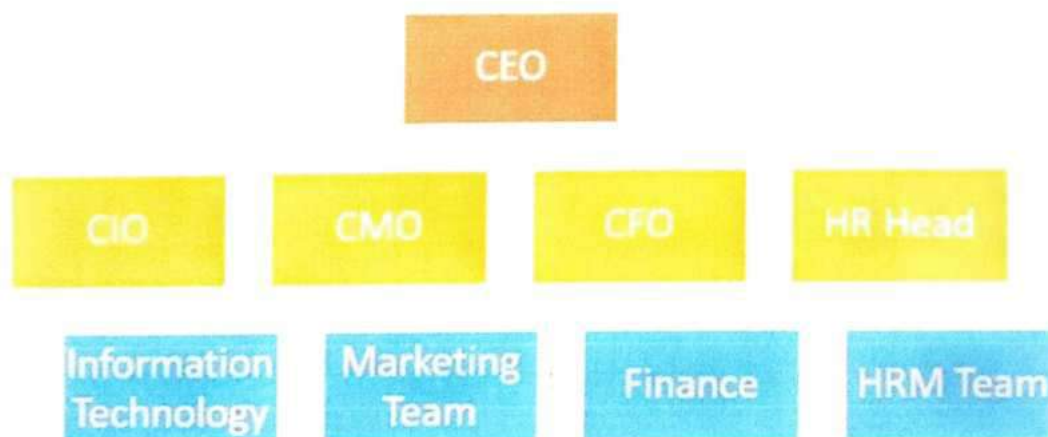 CEO
CIO
CMO
CFO
HR Head
Information
Technology
Marketing
Team
Finance
HRM Team